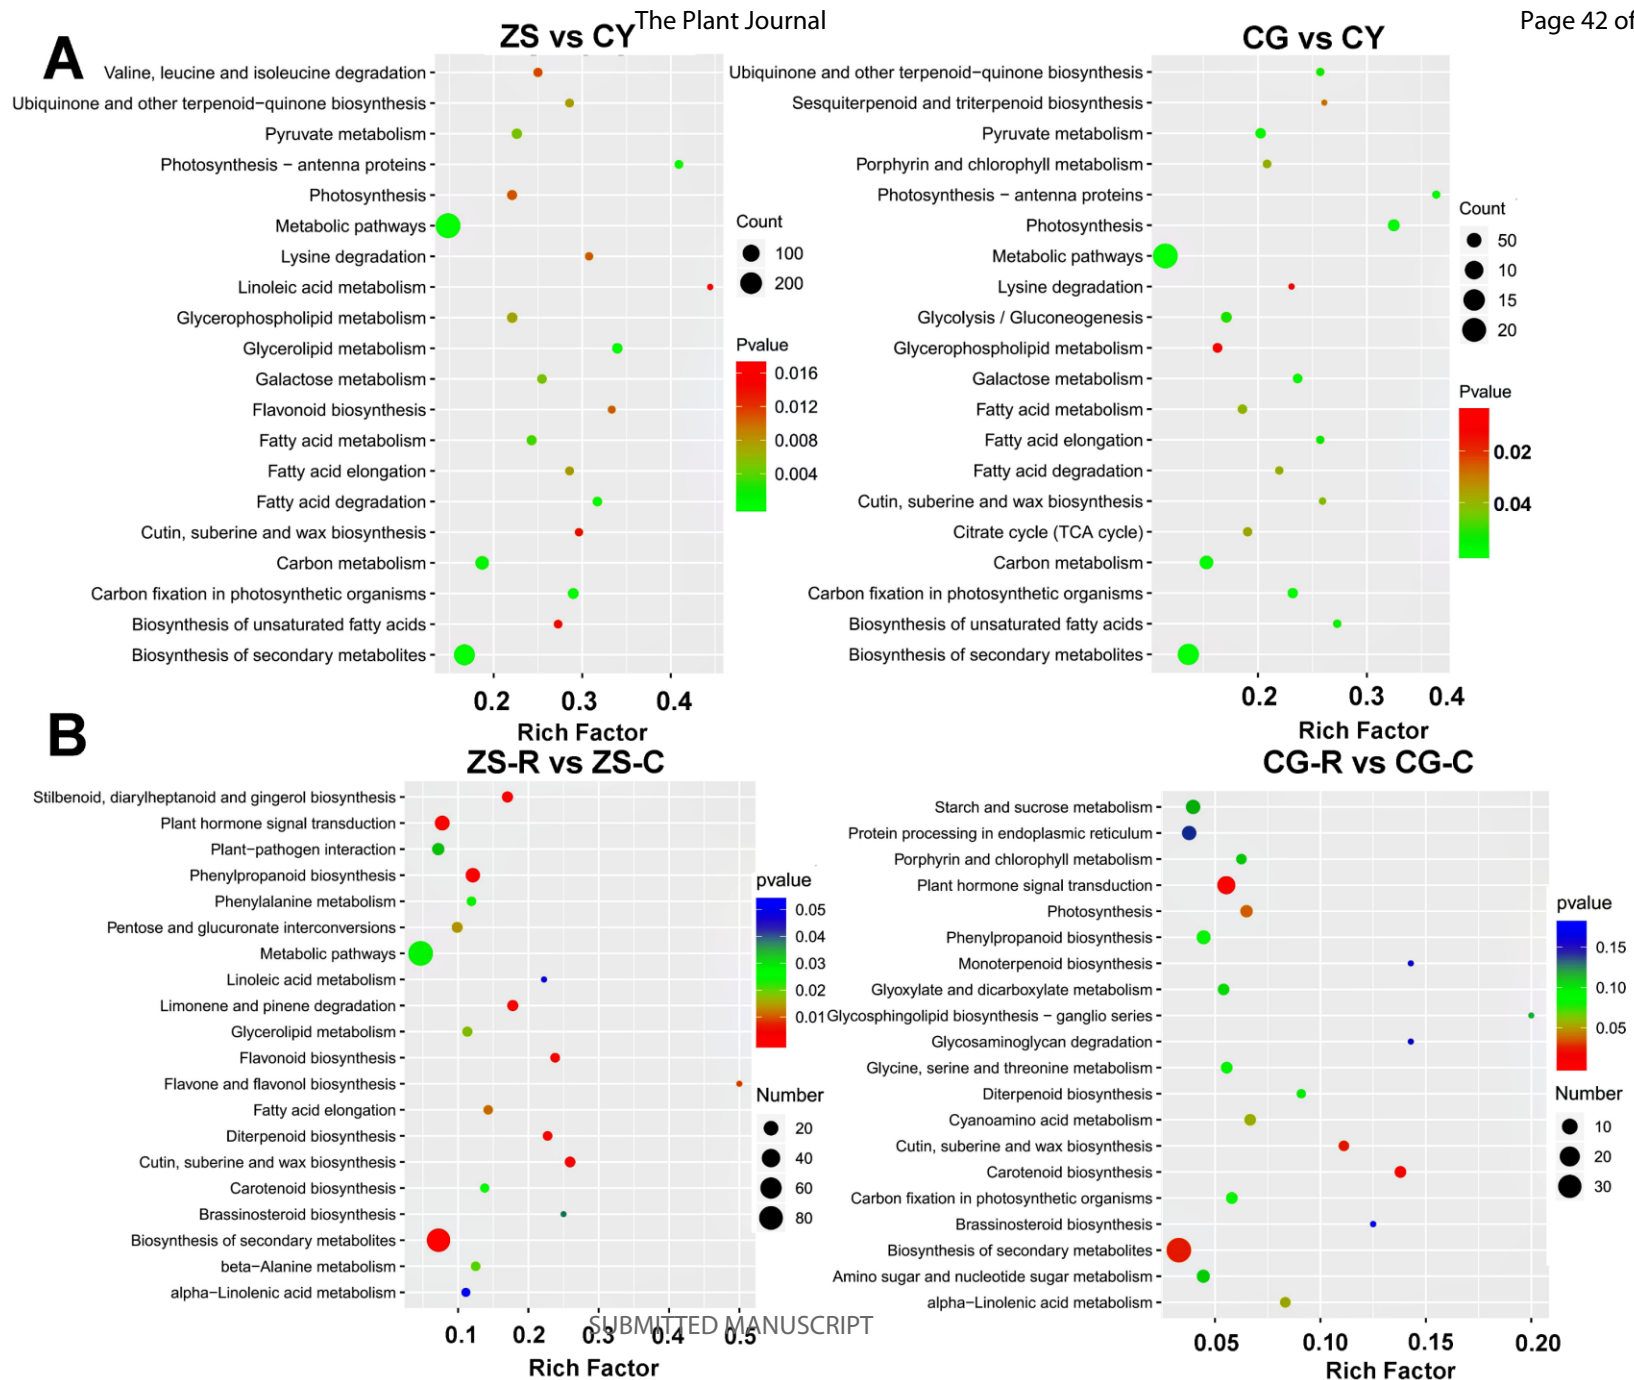 The Plant Journal
Page 42 of
A
ZS vs CY
Valine, leucine and isoleucine degradation
Ubiquinone and other terpenoid−quinone biosynthesis
Pyruvate metabolism
Photosynthesis − antenna proteins
Photosynthesis
Metabolic pathways
Lysine degradation
Linoleic acid metabolism
Glycerophospholipid metabolism
Glycerolipid metabolism
Galactose metabolism
Flavonoid biosynthesis
Fatty acid metabolism
Fatty acid elongation
Fatty acid degradation
Cutin, suberine and wax biosynthesis
Carbon metabolism
Carbon fixation in photosynthetic organisms
Biosynthesis of unsaturated fatty acids
Biosynthesis of secondary metabolites
0.2 0.3 0.4
Rich Factor
Count
100
200
Pvalue
0.016
0.012
0.008
0.004
CG vs CY
Ubiquinone and other terpenoid−quinone biosynthesis
Sesquiterpenoid and triterpenoid biosynthesis
Pyruvate metabolism
Porphyrin and chlorophyll metabolism
Photosynthesis − antenna proteins
Photosynthesis
Metabolic pathways
Lysine degradation
Glycolysis / Gluconeogenesis
Glycerophospholipid metabolism
Galactose metabolism
Fatty acid metabolism
Fatty acid elongation
Fatty acid degradation
Cutin, suberine and wax biosynthesis
Citrate cycle (TCA cycle)
Carbon metabolism
Carbon fixation in photosynthetic organisms
Biosynthesis of unsaturated fatty acids
Biosynthesis of secondary metabolites
0.2 0.3 0.4
Rich Factor
Count
50
10
15
20
Pvalue
0.02
0.04
B
ZS-R vs ZS-C
Stilbenoid, diarylheptanoid and gingerol biosynthesis
Plant hormone signal transduction
Plant−pathogen interaction
Phenylpropanoid biosynthesis
Phenylalanine metabolism
Pentose and glucuronate interconversions
Metabolic pathways
Linoleic acid metabolism
Limonene and pinene degradation
Glycerolipid metabolism
Flavonoid biosynthesis
Flavone and flavonol biosynthesis
Fatty acid elongation
Diterpenoid biosynthesis
Cutin, suberine and wax biosynthesis
Carotenoid biosynthesis
Brassinosteroid biosynthesis
Biosynthesis of secondary metabolites
beta−Alanine metabolism
alpha−Linolenic acid metabolism
0.1 0.2 0.3 0.4 0.5
Rich Factor
pvalue
0.05
0.04
0.03
0.02
0.01
Number
20
40
60
80
CG-R vs CG-C
Starch and sucrose metabolism
Protein processing in endoplasmic reticulum
Porphyrin and chlorophyll metabolism
Plant hormone signal transduction
Photosynthesis
Phenylpropanoid biosynthesis
Monoterpenoid biosynthesis
Glyoxylate and dicarboxylate metabolism
Glycosphingolipid biosynthesis − ganglio series
Glycosaminoglycan degradation
Glycine, serine and threonine metabolism
Diterpenoid biosynthesis
Cyanoamino acid metabolism
Cutin, suberine and wax biosynthesis
Carotenoid biosynthesis
Carbon fixation in photosynthetic organisms
Brassinosteroid biosynthesis
Biosynthesis of secondary metabolites
Amino sugar and nucleotide sugar metabolism
alpha−Linolenic acid metabolism
0.05 0.10 0.15 0.20
Rich Factor
pvalue
0.15
0.10
0.05
Number
10
20
30
SUBMITTED MANUSCRIPT